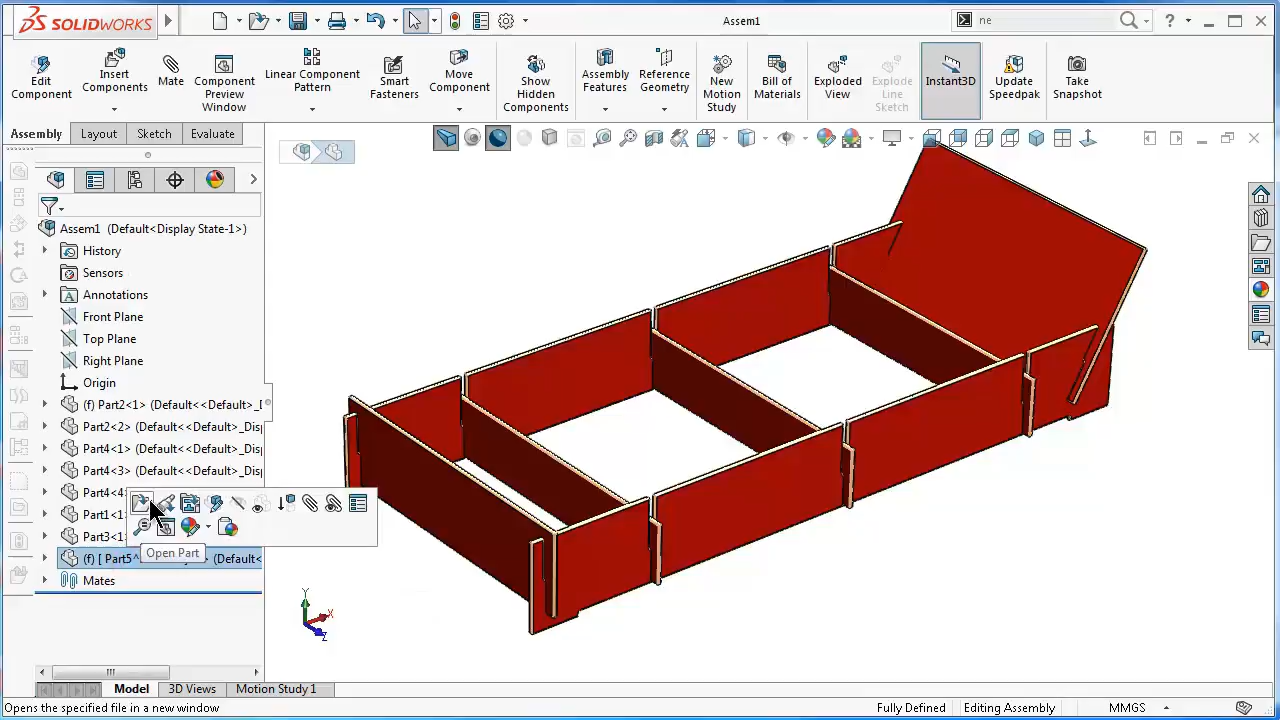 SOLIDWORKS
Assem1
ne
Edit Component
Insert Components
Mate
Component Preview Window
Linear Component Pattern
Smart Fasteners
Move Component
Show Hidden Components
Assembly Features
Reference Geometry
New Motion Study
Bill of Materials
Exploded View
Explode Line Sketch
Instant3D
Update Speedpak
Take Snapshot
Assembly
Layout
Sketch
Evaluate
Assem1 (Default<Display State-1>)
History
Sensors
Annotations
Front Plane
Top Plane
Right Plane
Origin
(f) Part2<1> (Default<<Default>_D
Part2<2> (Default<<Default>_Disp
Part4<1> (Default<<Default>_Disp
Part4<3> (Default<<Default>_Disp
Part4<4
Part1<1
Part3<1
(f) [ Part5^ (Default<
Open Part
Mates
Y
X
Z
Model
3D Views
Motion Study 1
Opens the specified file in a new window
Fully Defined
Editing Assembly
MMGS